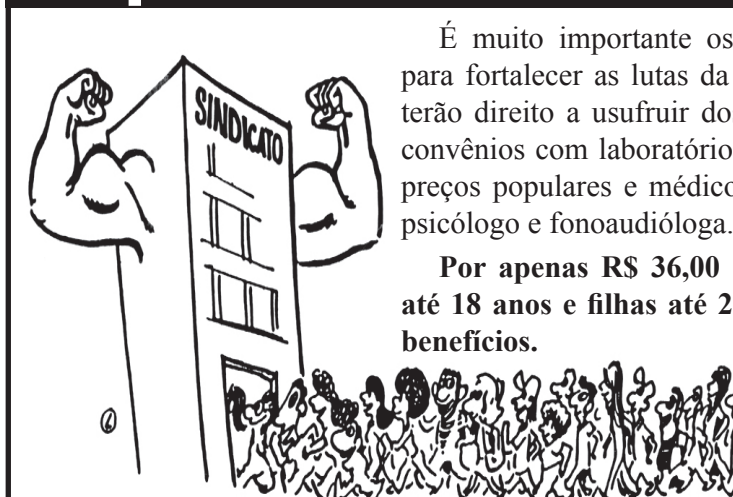 SINDICATO
É muito importante os
para fortalecer as lutas da
terão direito a usufruir do
convênios com laboratório
preços populares e médico
psicólogo e fonoaudióloga.
Por apenas R$ 36,00
até 18 anos e filhas até 2
benefícios.